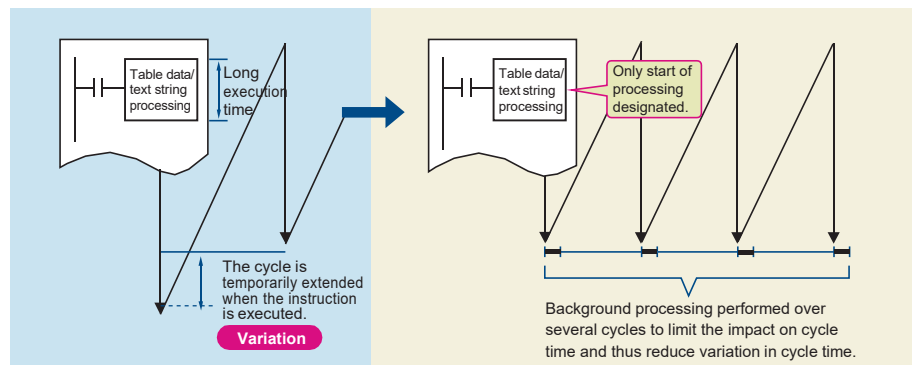 Table data/
text string
processing
Long
execution
time
The cycle is
temporarily extended
when the instruction
is executed.
Variation
Table data/
text string
processing
Only start of
processing
designated.
Background processing performed over
several cycles to limit the impact on cycle
time and thus reduce variation in cycle time.